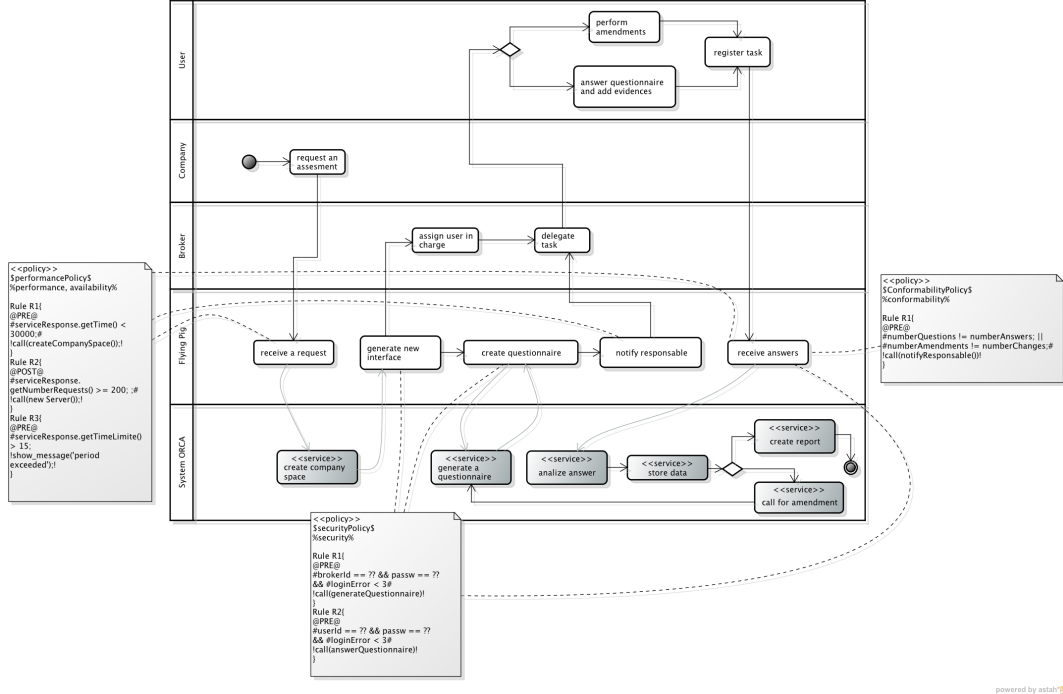 User
perform
amendments
register task
answer questionnaire
and add evidences
Company
request an
assesment
Broker
assign user in
charge
delegate
task
<<policy>>
$performancePolicy$
%performance, availability%
Rule R1{
@PRE@
#serviceResponse.getTime() <
30000;#
!call(createCompanySpace());!
}
Rule R2{
@POST@
#serviceResponse.
getNumberRequests() >= 200; ;#
!call(new Server());!
}
Rule R3{
@PRE@
#serviceResponse.getTimeLimite()
> 15;
!show_message('period
exceeded');!
}
<<policy>>
$ConformabilityPolicy$
%conformability%
Rule R1{
@PRE@
#numberQuestions != numberAnswers; ||
#numberAmendments != numberChanges;#
!call(notifyResponsable())!
}
Flying Pig
receive a request
generate new
interface
create questionnaire
notify responsable
receive answers
System ORCA
<<service>>
create company
space
<<service>>
generate a
questionnaire
<<service>>
analize answer
<<service>>
store data
<<service>>
create report
<<service>>
call for amendment
<<policy>>
$securityPolicy$
%security%
Rule R1{
@PRE@
#brokerId == ?? && passw == ??
&& #loginError < 3#
!call(generateQuestionnaire)!
}
Rule R2{
@PRE@
#userId == ?? && passw == ??
&& #loginError < 3#
!call(answerQuestionnaire)!
}
powered by astah